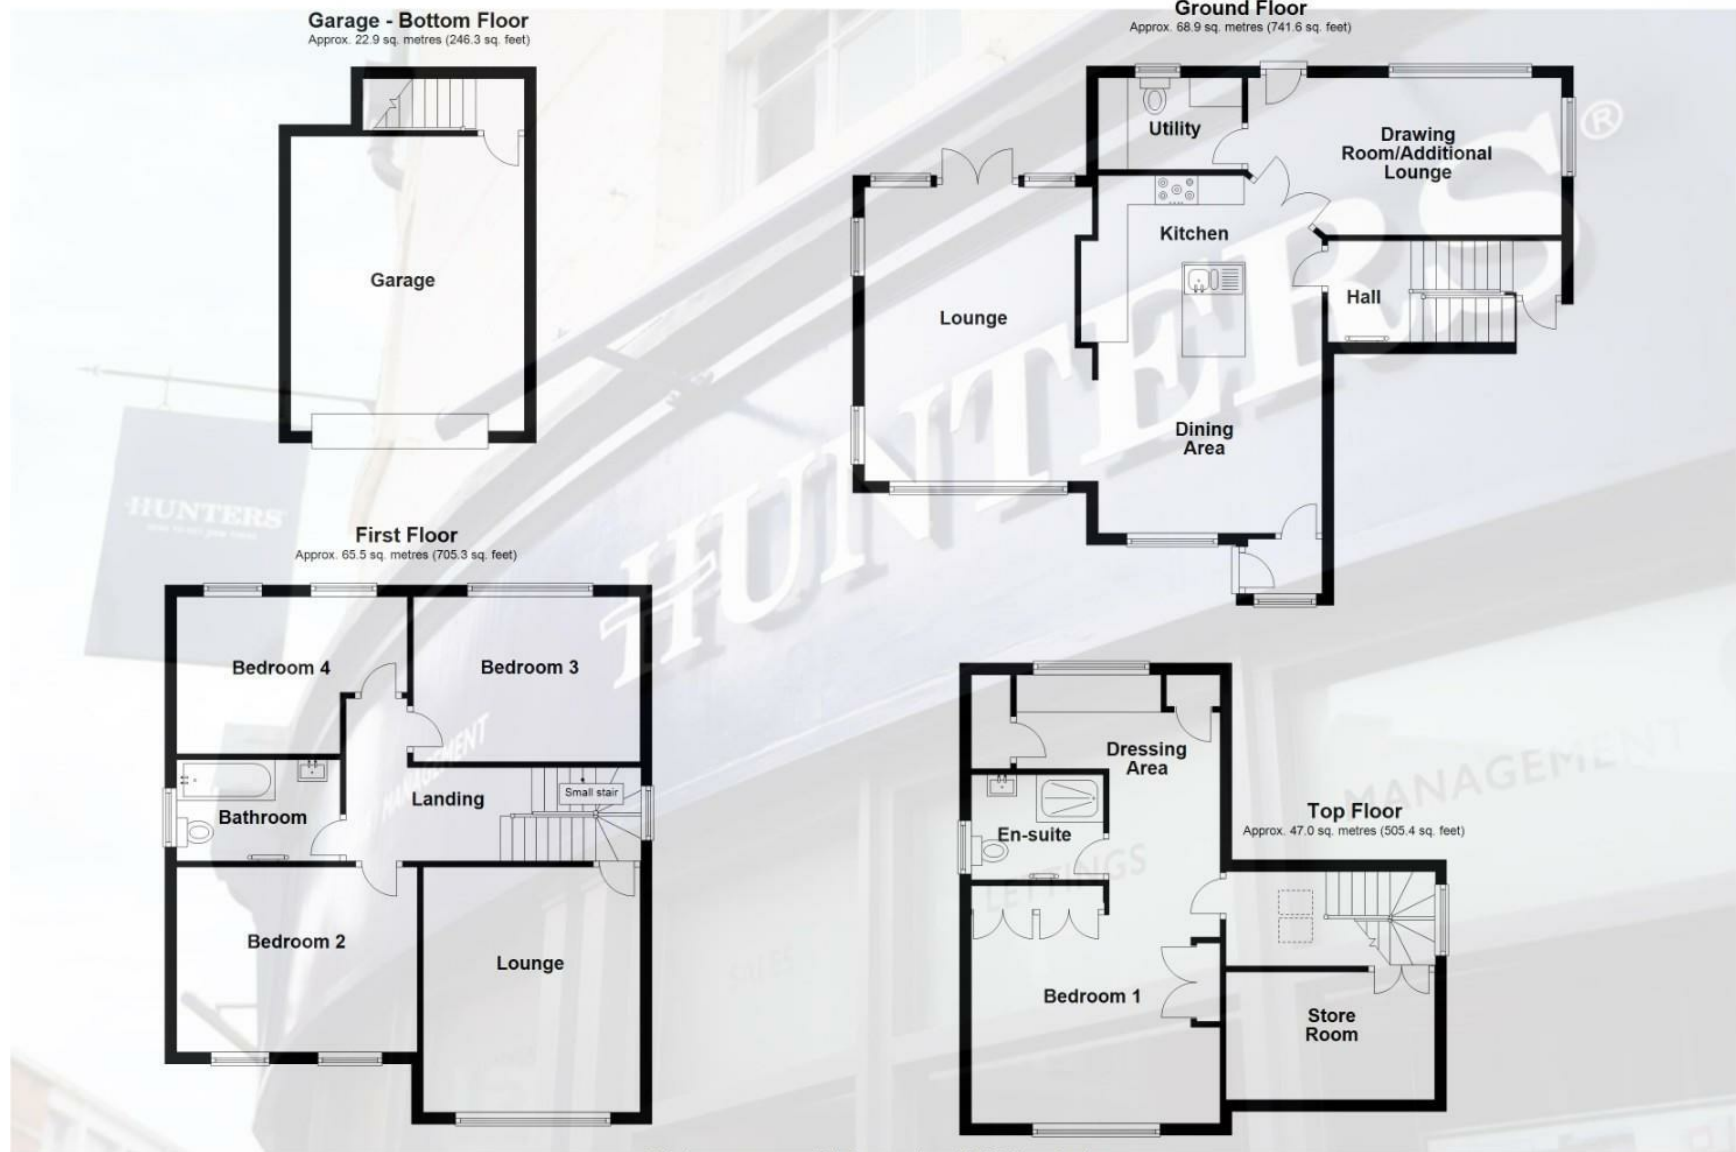 Garage - Bottom Floor
Approx. 22.9 sq. metres (246.3 sq. feet)
Garage
Ground Floor
Approx. 68.9 sq. metres (741.6 sq. feet)
Utility
Drawing
Room/Additional
Lounge
Kitchen
Hall
Lounge
Dining
Area
HUNTERS®
HUNTERS
First Floor
Approx. 65.5 sq. metres (705.3 sq. feet)
Bedroom 4
Bedroom 3
MANAGEMENT
Landing
Small stair
Bathroom
Bedroom 2
Lounge
Dressing
Area
En-suite
LETTINGS
MANAGEMENT
Top Floor
Approx. 47.0 sq. metres (505.4 sq. feet)
Bedroom 1
Store
Room